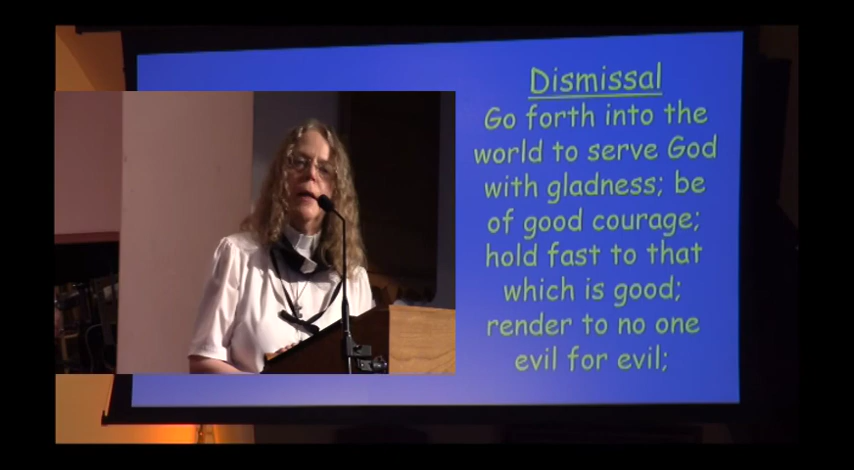 Dismissal
Go forth into the
world to serve God
with gladness; be
of good courage;
hold fast to that
which is good;
render to no one
evil for evil;